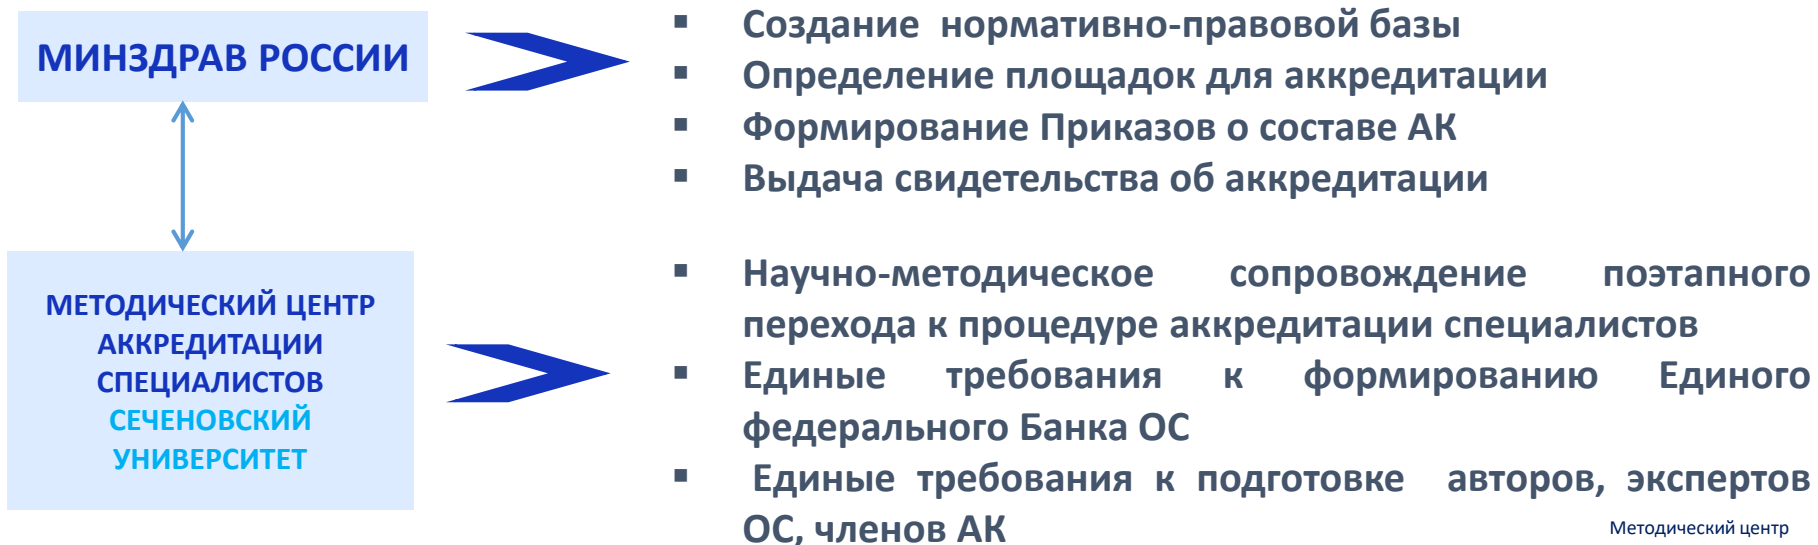 МИНЗДРАВ РОССИИ
▪ Создание нормативно-правовой базы
▪ Определение площадок для аккредитации
▪ Формирование Приказов о составе АК
▪ Выдача свидетельства об аккредитации
МЕТОДИЧЕСКИЙ ЦЕНТР
АККРЕДИТАЦИИ
СПЕЦИАЛИСТОВ
СЕЧЕНОВСКИЙ
УНИВЕРСИТЕТ
▪ Научно-методическое сопровождение поэтапного
перехода к процедуре аккредитации специалистов
▪ Единые требования к формированию Единого
федерального Банка ОС
▪ Единые требования к подготовке авторов, экспертов
ОС, членов АК
Методический центр